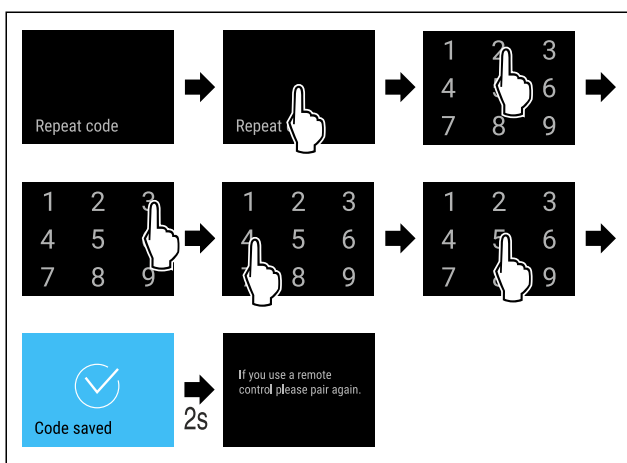 Repeat code
Repeat
1 2 3
4 6
7 8 9
1 2 3
4 5
7 8 9
1 2 3
4 5 6
8 9
1 2 3
4 5 6
7 9
Code saved
2s
If you use a remote
control please pair again.